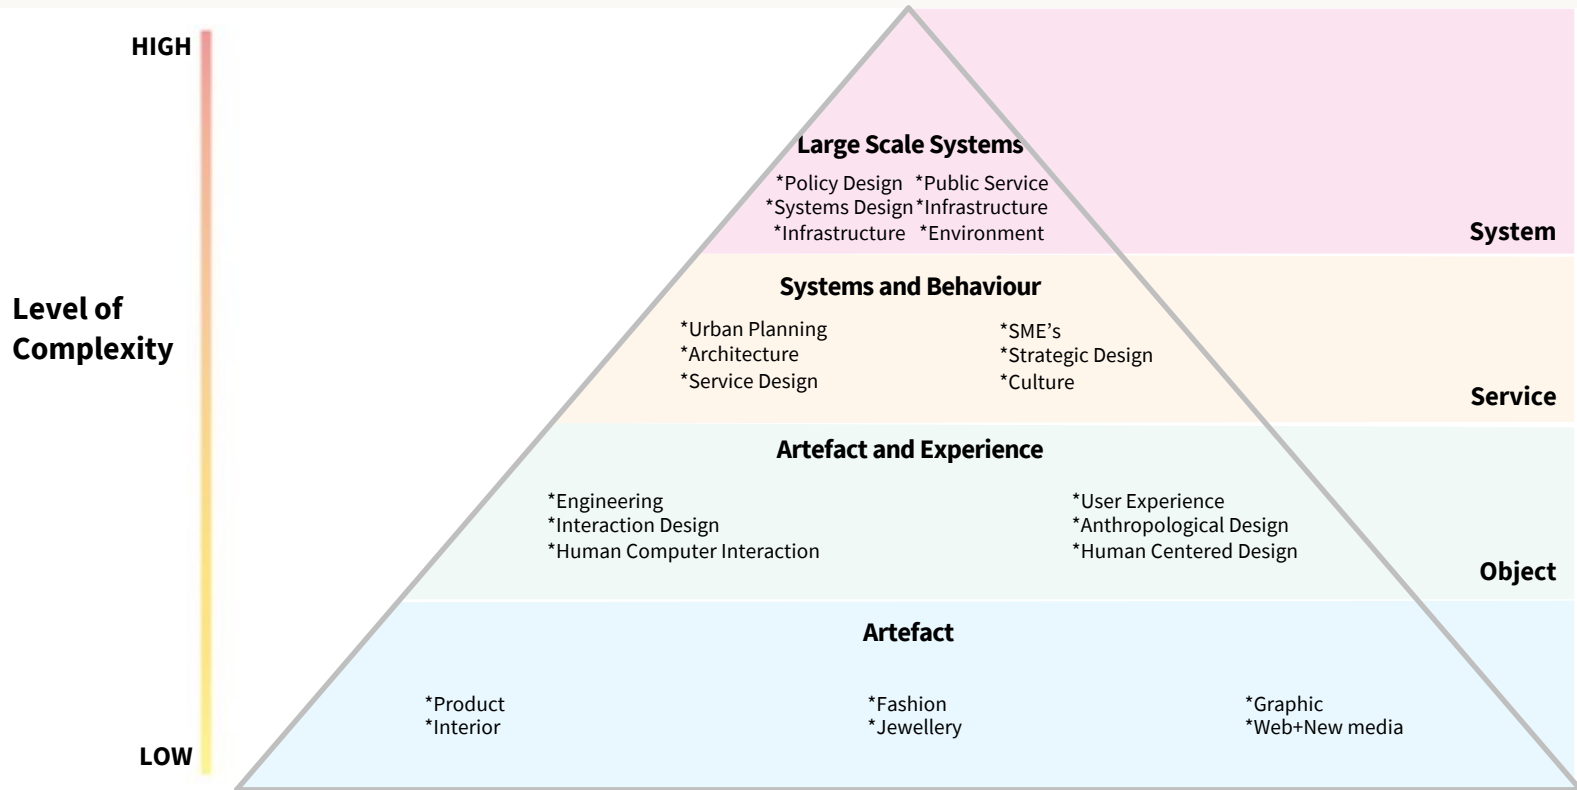 HIGH
Large Scale Systems
*Policy Design *Public Service
*Systems Design *Infrastructure
*Infrastructure *Environment
System
Systems and Behaviour
Level of
Complexity
*Urban Planning *SME’s
*Architecture *Strategic Design
*Service Design *Culture
Service
Artefact and Experience
*Engineering *User Experience
*Interaction Design *Anthropological Design
*Human Computer Interaction *Human Centered Design
Object
Artefact
*Product *Fashion *Graphic
*Interior *Jewellery *Web+New media
LOW